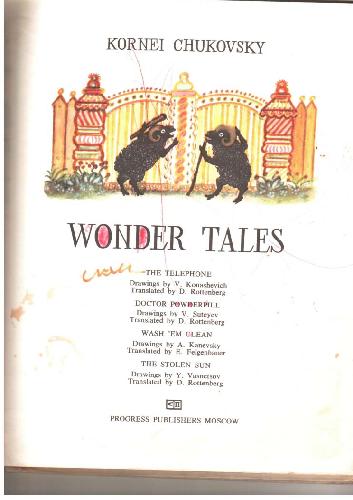 KORNEI CHUKOVSKY
WONDER TALES
THE TELEPHONE
Drawings by V. Konashevich
Translated by D. Rottenberg
DOCTOR POWDERPILL
Drawings by V. Suteyev
Translated by D. Rottenberg
WASH 'EM CLEAN
Drawings by A. Kanevsky
Translated by E. Felgenhauer
THE STOLEN SUN
Drawings by Y. Vasnetsov
Translated by D. Rottenberg
PROGRESS PUBLISHERS MOSCOW